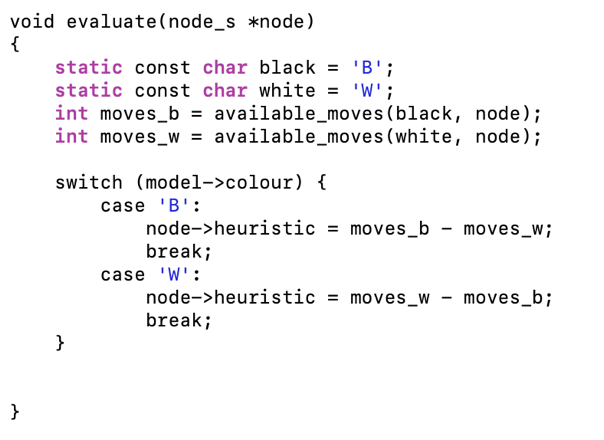 void evaluate(node_s *node)
{
    static const char black = 'B';
    static const char white = 'W';
    int moves_b = available_moves(black, node);
    int moves_w = available_moves(white, node);

    switch (model->colour) {
        case 'B':
            node->heuristic = moves_b - moves_w;
            break;
        case 'W':
            node->heuristic = moves_w - moves_b;
            break;
    }


}